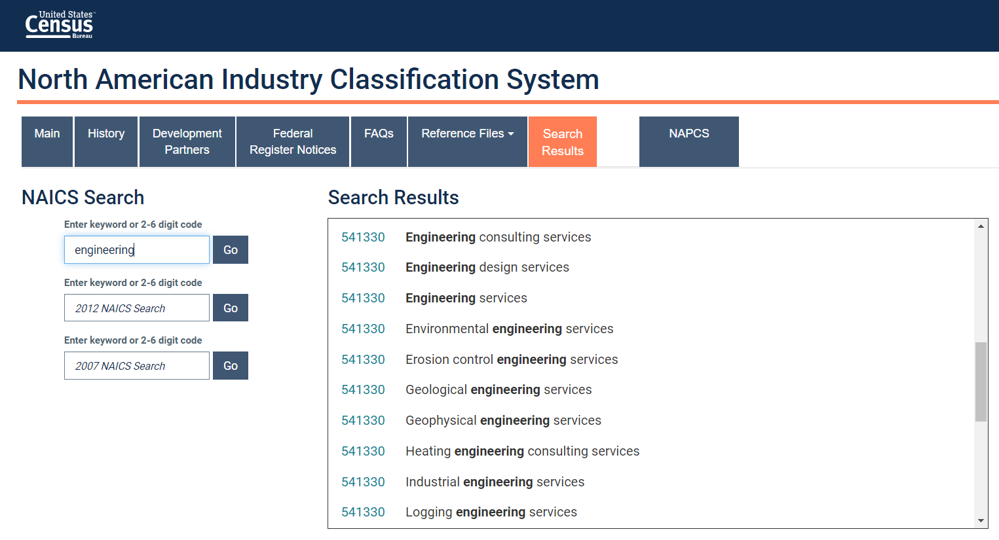 United States™
Census
Bureau
North American Industry Classification System
Main
History
Development
Partners
Federal
Register Notices
FAQs
Reference Files
Search
Results
NAPCS
NAICS Search
Enter keyword or 2-6 digit code
engineering
Go
Enter keyword or 2-6 digit code
2012 NAICS Search
Go
Enter keyword or 2-6 digit code
2007 NAICS Search
Go
Search Results
541330 Engineering consulting services
541330 Engineering design services
541330 Engineering services
541330 Environmental engineering services
541330 Erosion control engineering services
541330 Geological engineering services
541330 Geophysical engineering services
541330 Heating engineering consulting services
541330 Industrial engineering services
541330 Logging engineering services